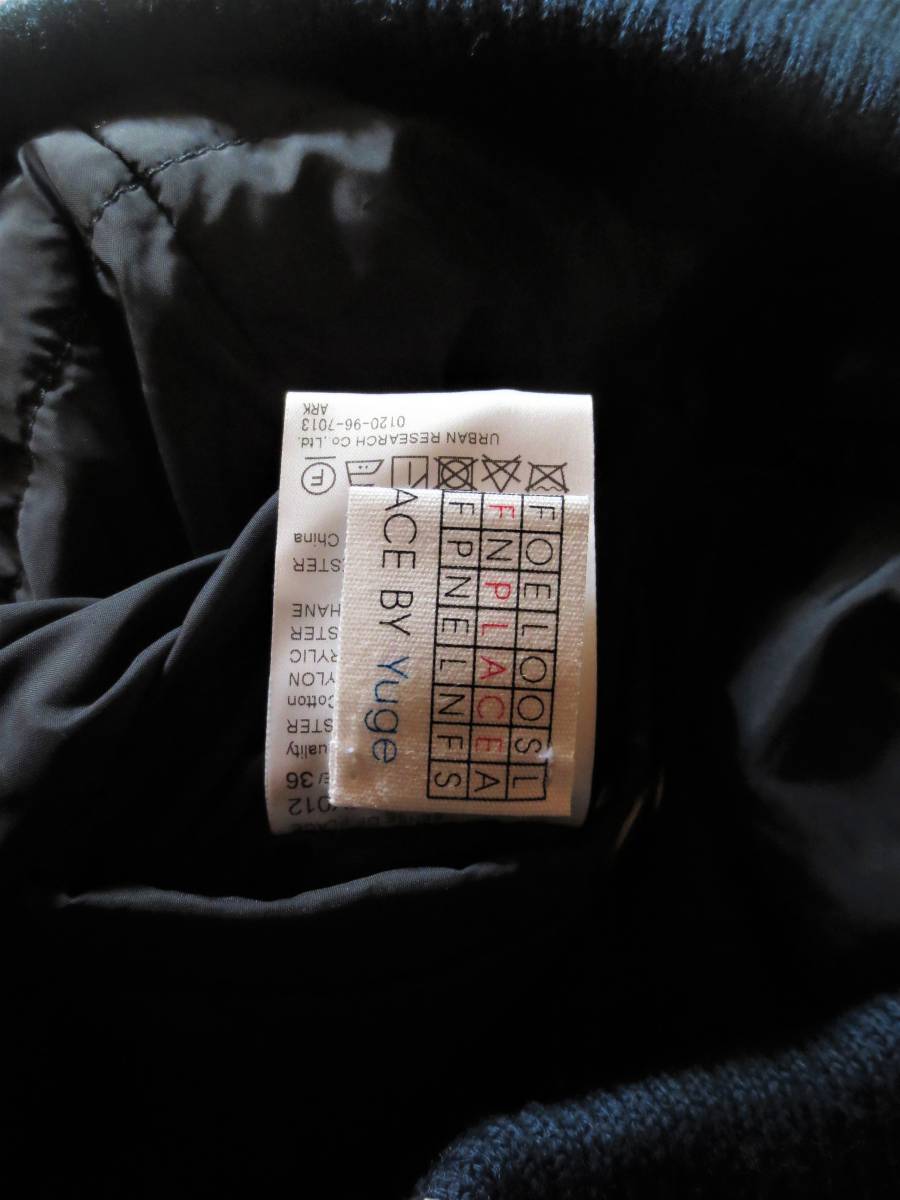 FOELOOSL
FNPLACEA
FPNELNFS
ACE BY Yuge
012
/ 36
uality
STER
Cotton
YLON
RYLIC
STER
HANE
ESTER
China
F
URBAN RESEARCH Co.,Ltd.
0120-96-7013
ARK